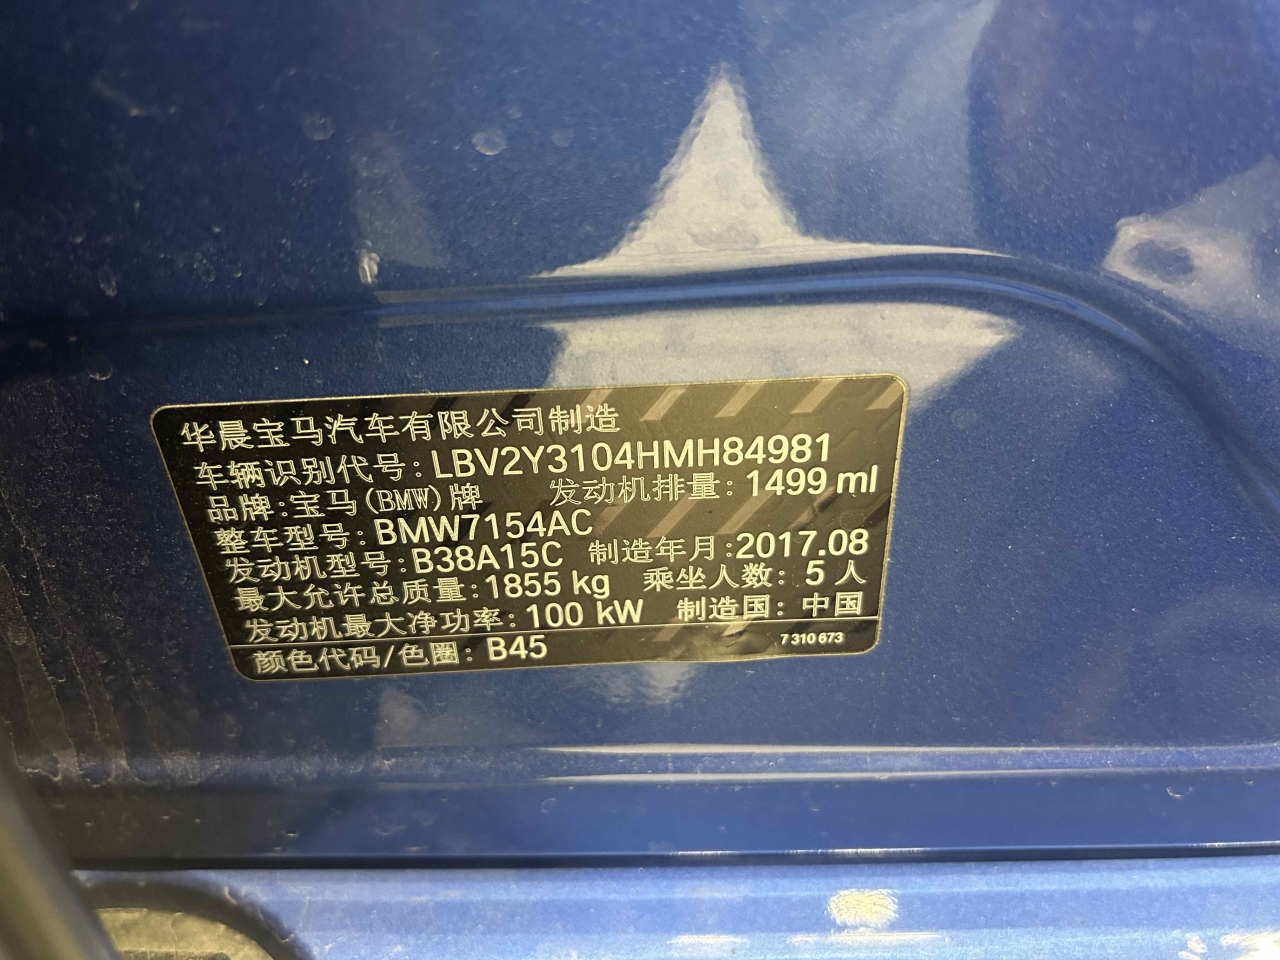 华晨宝马汽车有限公司制造
车辆识别代号: LBV2Y3104HMH84981
品牌:宝马(BMW)牌 发动机排量: 1499 ml
整车型号: BMW7154AC
发动机型号: B38A15C 制造年月:2017.08
最大允许总质量: 1855 kg 乘坐人数: 5 人
发动机最大净功率: 100 kW 制造国: 中国
颜色代码/色圈: B45 7 310 673